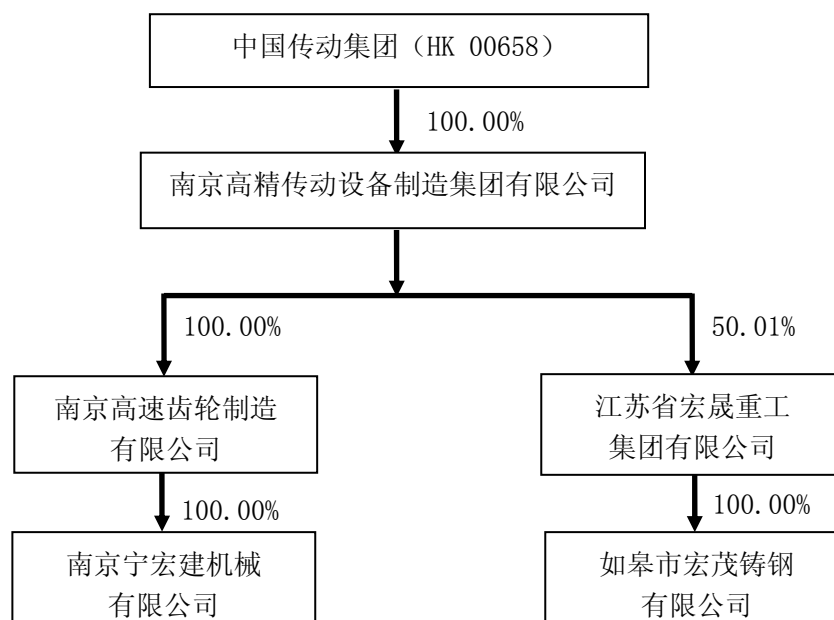 中国传动集团（HK 00658）
100.00%
南京高精传动设备制造集团有限公司
100.00%
50.01%
南京高速齿轮制造
有限公司
江苏省宏晟重工
集团有限公司
100.00%
100.00%
南京宁宏建机械
有限公司
如皋市宏茂铸钢
有限公司